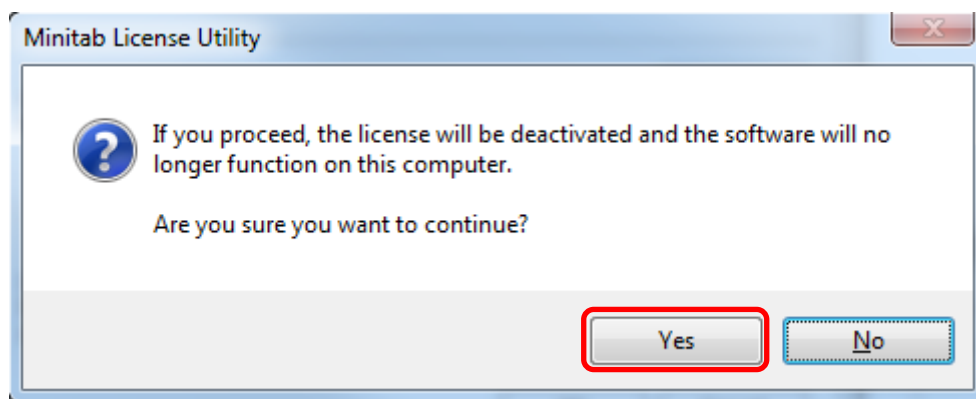 Minitab License Utility
If you proceed, the license will be deactivated and the software will no
longer function on this computer.
Are you sure you want to continue?
Yes
No